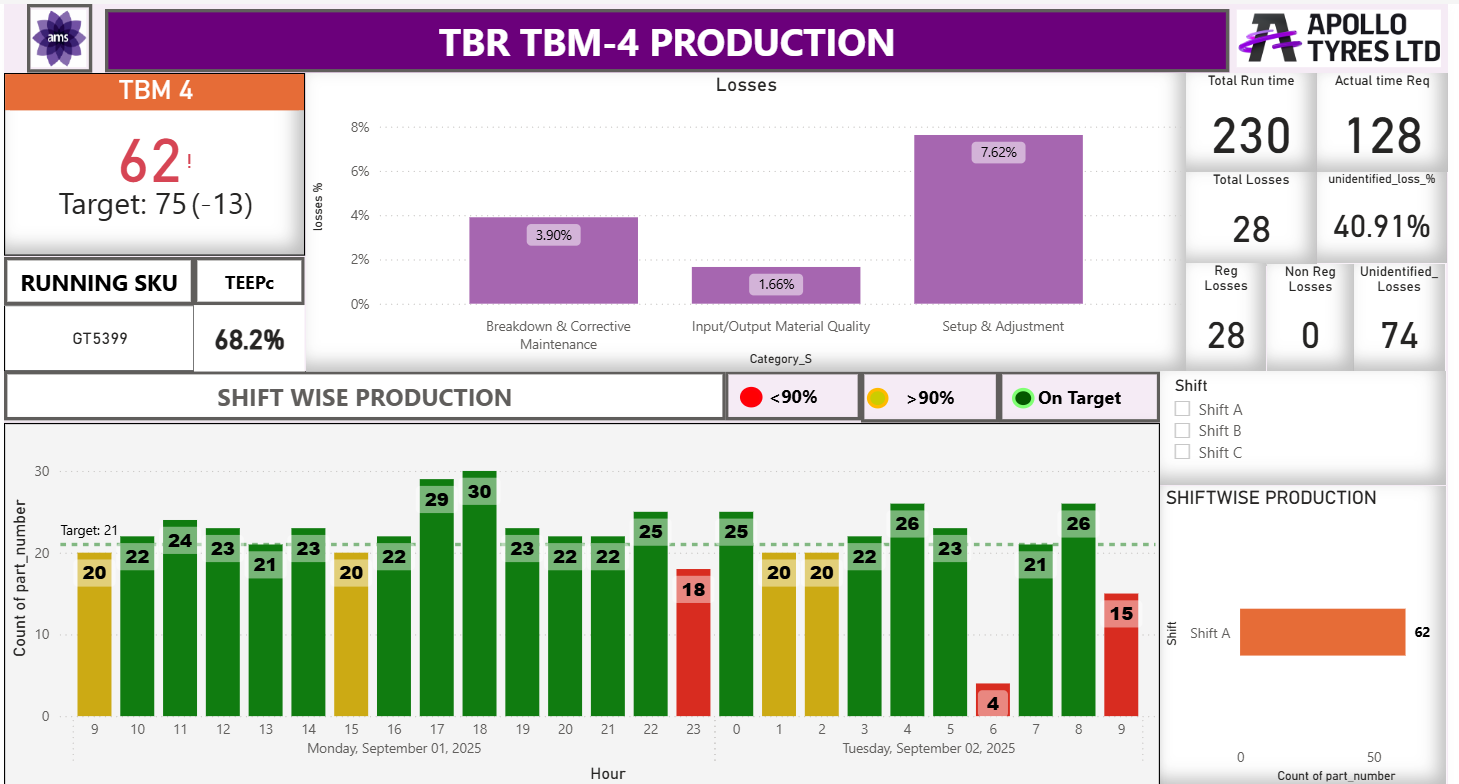 ams
TBR TBM-4 PRODUCTION
APOLLO
TYRES LTD
TBM 4
62!
Target: 75 (-13)
RUNNING SKU
TEEPc
GT5399
68.2%
Losses
losses %
8%
6%
4%
2%
0%
3.90%
1.66%
7.62%
Breakdown & Corrective
Maintenance
Input/Output Material Quality
Setup & Adjustment
Category_S
Total Run time
230
Actual time Req
128
Total Losses
28
unidentified_loss_%
40.91%
Reg
Losses
28
Non Reg
Losses
0
Unidentified_
Losses
74
SHIFT WISE PRODUCTION
<90%
>90%
On Target
Shift
Shift A
Shift B
Shift C
Count of part_number
30
20
10
0
Target: 21
20 22 24 23 21 23 20 22 29 30 23 22 22 25 18 25 20 20 22 26 23 4 21 26 15
9 10 11 12 13 14 15 16 17 18 19 20 21 22 23 0 1 2 3 4 5 6 7 8 9
Monday, September 01, 2025
Tuesday, September 02, 2025
Hour
SHIFTWISE PRODUCTION
Shift
Shift A
62
0 50
Count of part_number